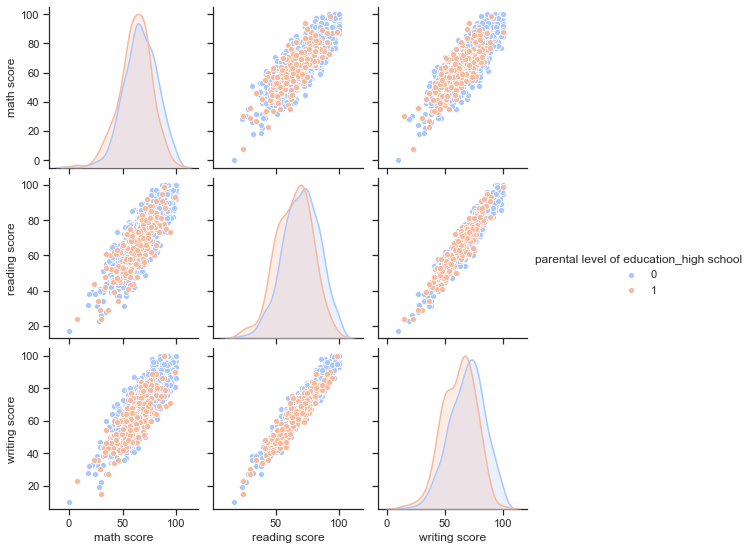 100
80
60
40
20
0
math score
100
80
60
40
20
reading score
parental level of education_high school
0
1
100
80
60
40
20
writing score
0 50 100
50 100
0 50 100
math score
reading score
writing score